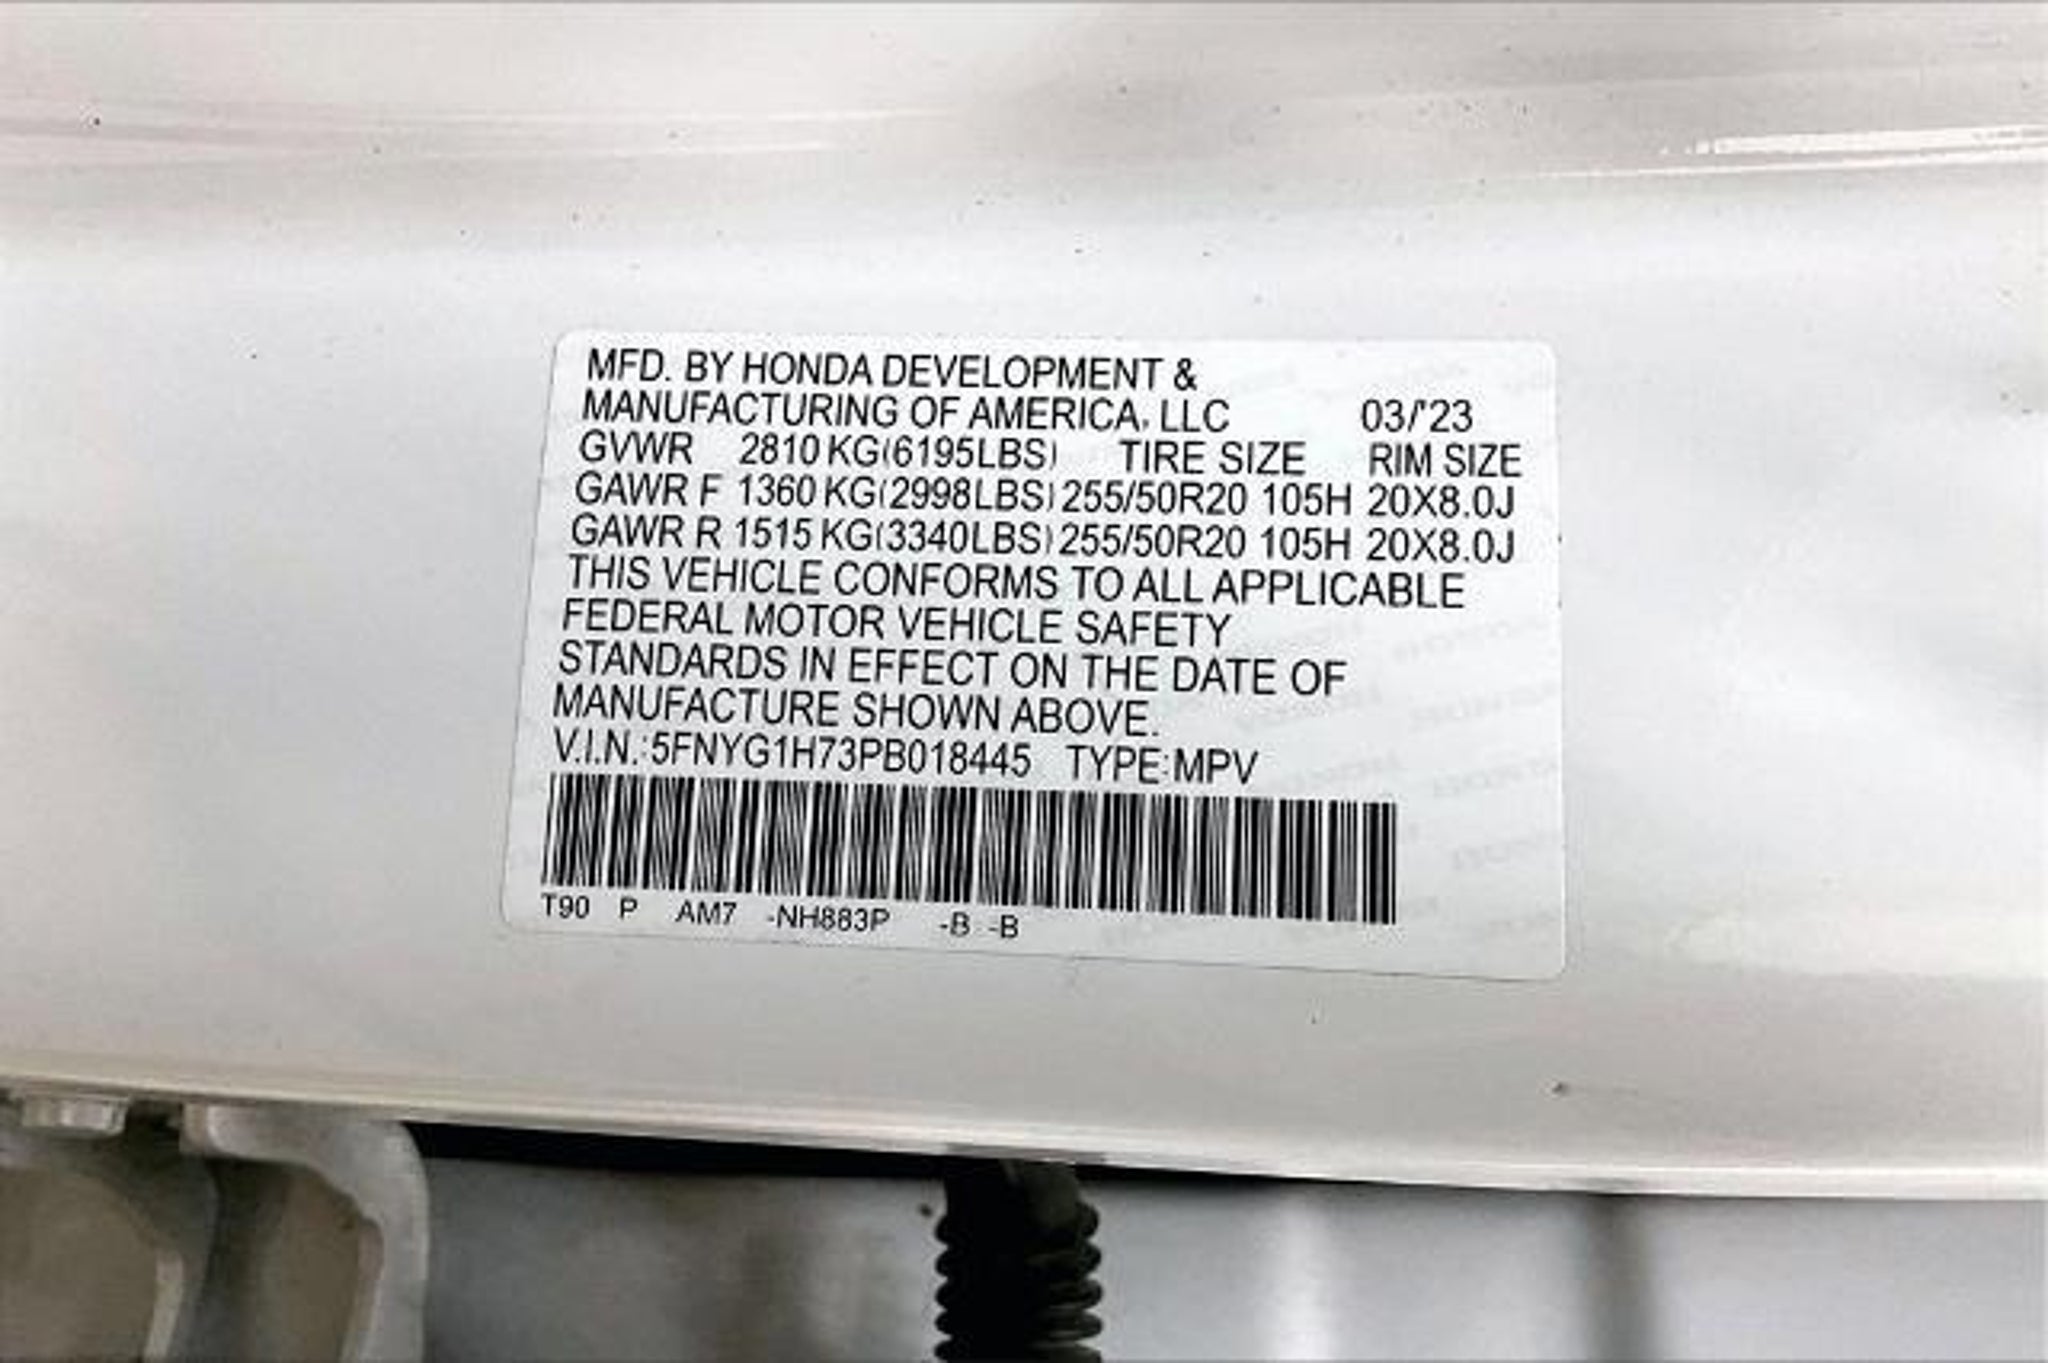 MFD. BY HONDA DEVELOPMENT &
MANUFACTURING OF AMERICA, LLC 03/'23
GVWR 2810 KG(6195LBS) TIRE SIZE RIM SIZE
GAWR F 1360 KG(2998LBS) 255/50R20 105H 20X8.0J
GAWR R 1515 KG(3340LBS) 255/50R20 105H 20X8.0J
THIS VEHICLE CONFORMS TO ALL APPLICABLE
FEDERAL MOTOR VEHICLE SAFETY
STANDARDS IN EFFECT ON THE DATE OF
MANUFACTURE SHOWN ABOVE.
V.I.N.:5FNYG1H73PB018445 TYPE:MPV
T90 P AM7 -NH883P -B -B